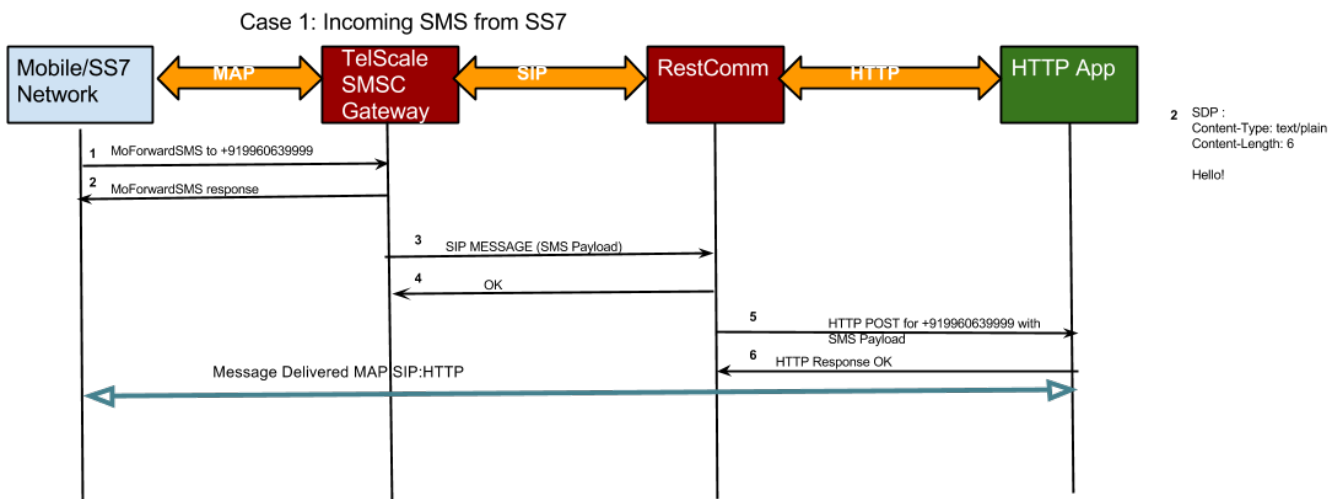 Case 1: Incoming SMS from SS7
Mobile/SS7
Network
MAP
TelScale
SMSC
Gateway
SIP
RestComm
HTTP
HTTP App
2 SDP :
Content-Type: text/plain
Content-Length: 6
Hello!
1 MoForwardSMS to +919960639999
2 MoForwardSMS response
3 SIP MESSAGE (SMS Payload)
4 OK
5 HTTP POST for +919960639999 with
SMS Payload
6 HTTP Response OK
Message Delivered MAP SIP:HTTP